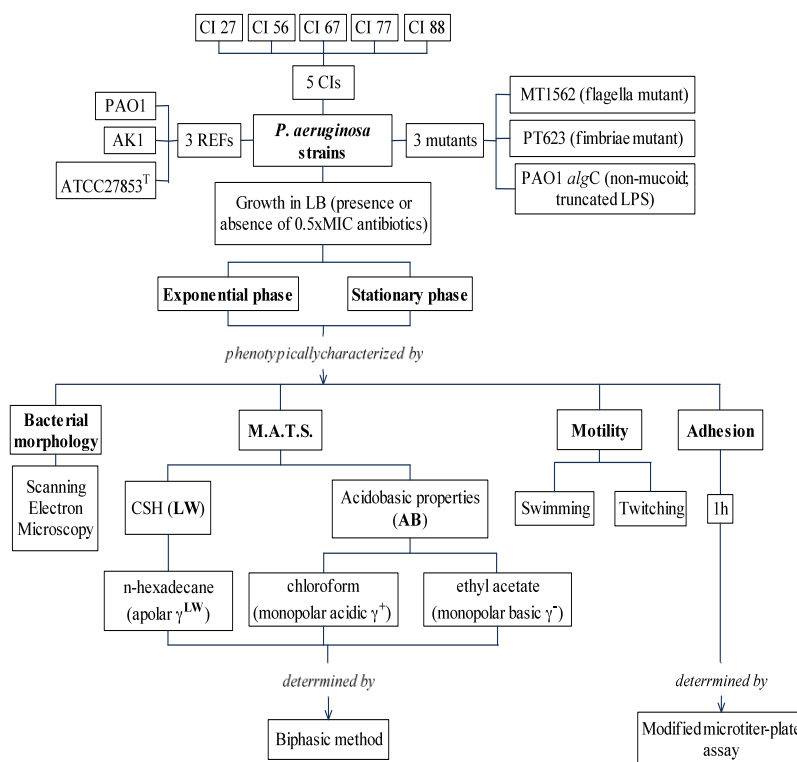 CI 27
CI 56
CI 67
CI 77
CI 88
5 CIs
PAO1
AK1
ATCC27853T
3 REFs
P. aeruginosa
strains
3 mutants
MT1562 (flagella mutant)
PT623 (fimbriae mutant)
PAO1 algC (non-mucoid;
truncated LPS)
Growth in LB (presence or
absence of 0.5xMIC antibiotics)
Exponential phase
Stationary phase
phenotypicallycharacterized by
Bacterial
morphology
M.A.T.S.
Motility
Adhesion
Scanning
Electron
Microscopy
CSH (LW)
Acidobasic properties
(AB)
Swimming
Twitching
1h
n-hexadecane
(apolar γLW)
chloroform
(monopolar acidic γ+)
ethyl acetate
(monopolar basic γ-)
deterrmined by
deterrmined by
Biphasic method
Modified microtiter-plate
assay